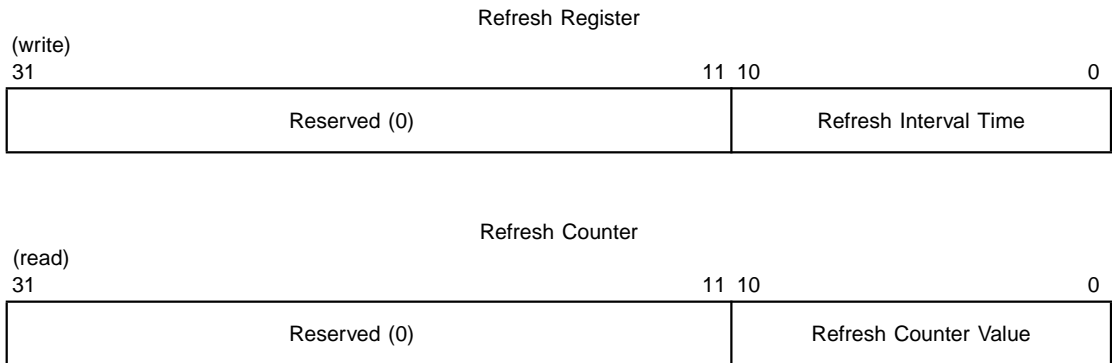 Refresh Register
(write)
31 11 10 0
Reserved (0) Refresh Interval Time
Refresh Counter
(read)
31 11 10 0
Reserved (0) Refresh Counter Value